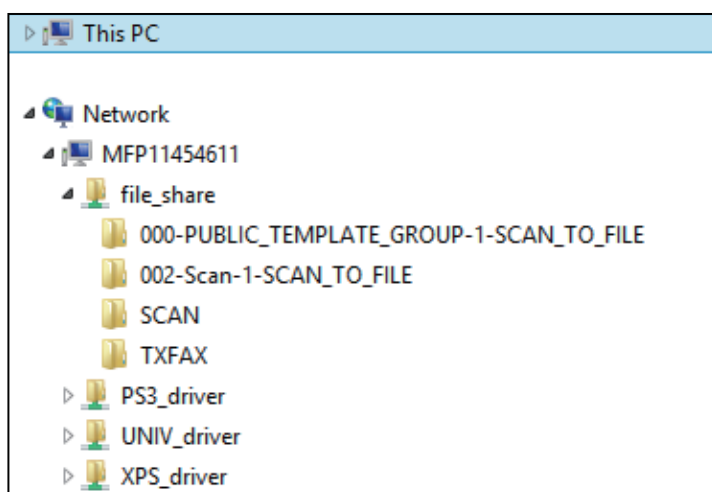 This PC
Network
MFP11454611
file_share
000-PUBLIC_TEMPLATE_GROUP-1-SCAN_TO_FILE
002-Scan-1-SCAN_TO_FILE
SCAN
TXFAX
PS3_driver
UNIV_driver
XPS_driver